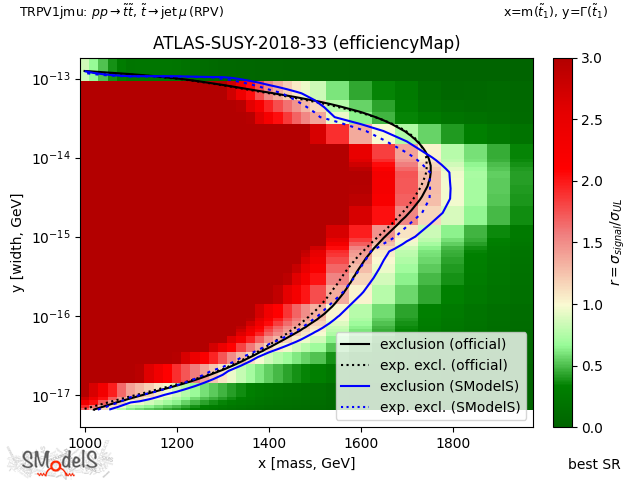 TRPV1jmu: pp → t̃t̃, t̃ → jet μ (RPV)    x=m(t̃₁), y=Γ(t̃₁)
ATLAS-SUSY-2018-33 (efficiencyMap)
10⁻¹³
10⁻¹⁴
10⁻¹⁵
10⁻¹⁶
10⁻¹⁷
y [width, GeV]
1000 1200 1400 1600 1800
x [mass, GeV]
exclusion (official)
exp. excl. (official)
exclusion (SModelS)
exp. excl. (SModelS)
3.0
2.5
2.0
1.5
1.0
0.5
0.0
r = σ_signal/σ_UL
best SR
SModelS